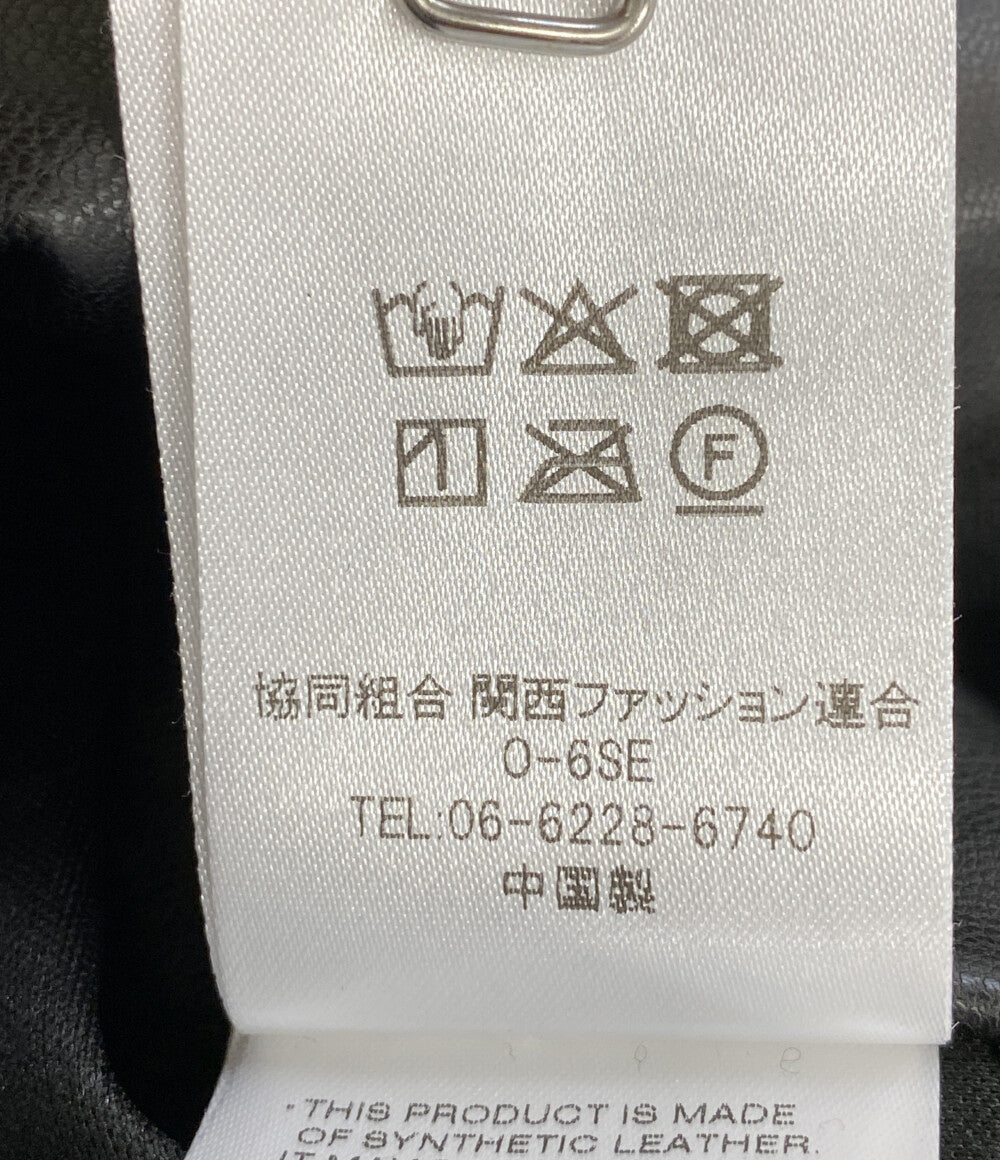 F
協同組合 関西ファッション連合
O-6SE
TEL:06-6228-6740
中国製
・THIS PRODUCT IS MADE
OF SYNTHETIC LEATHER.